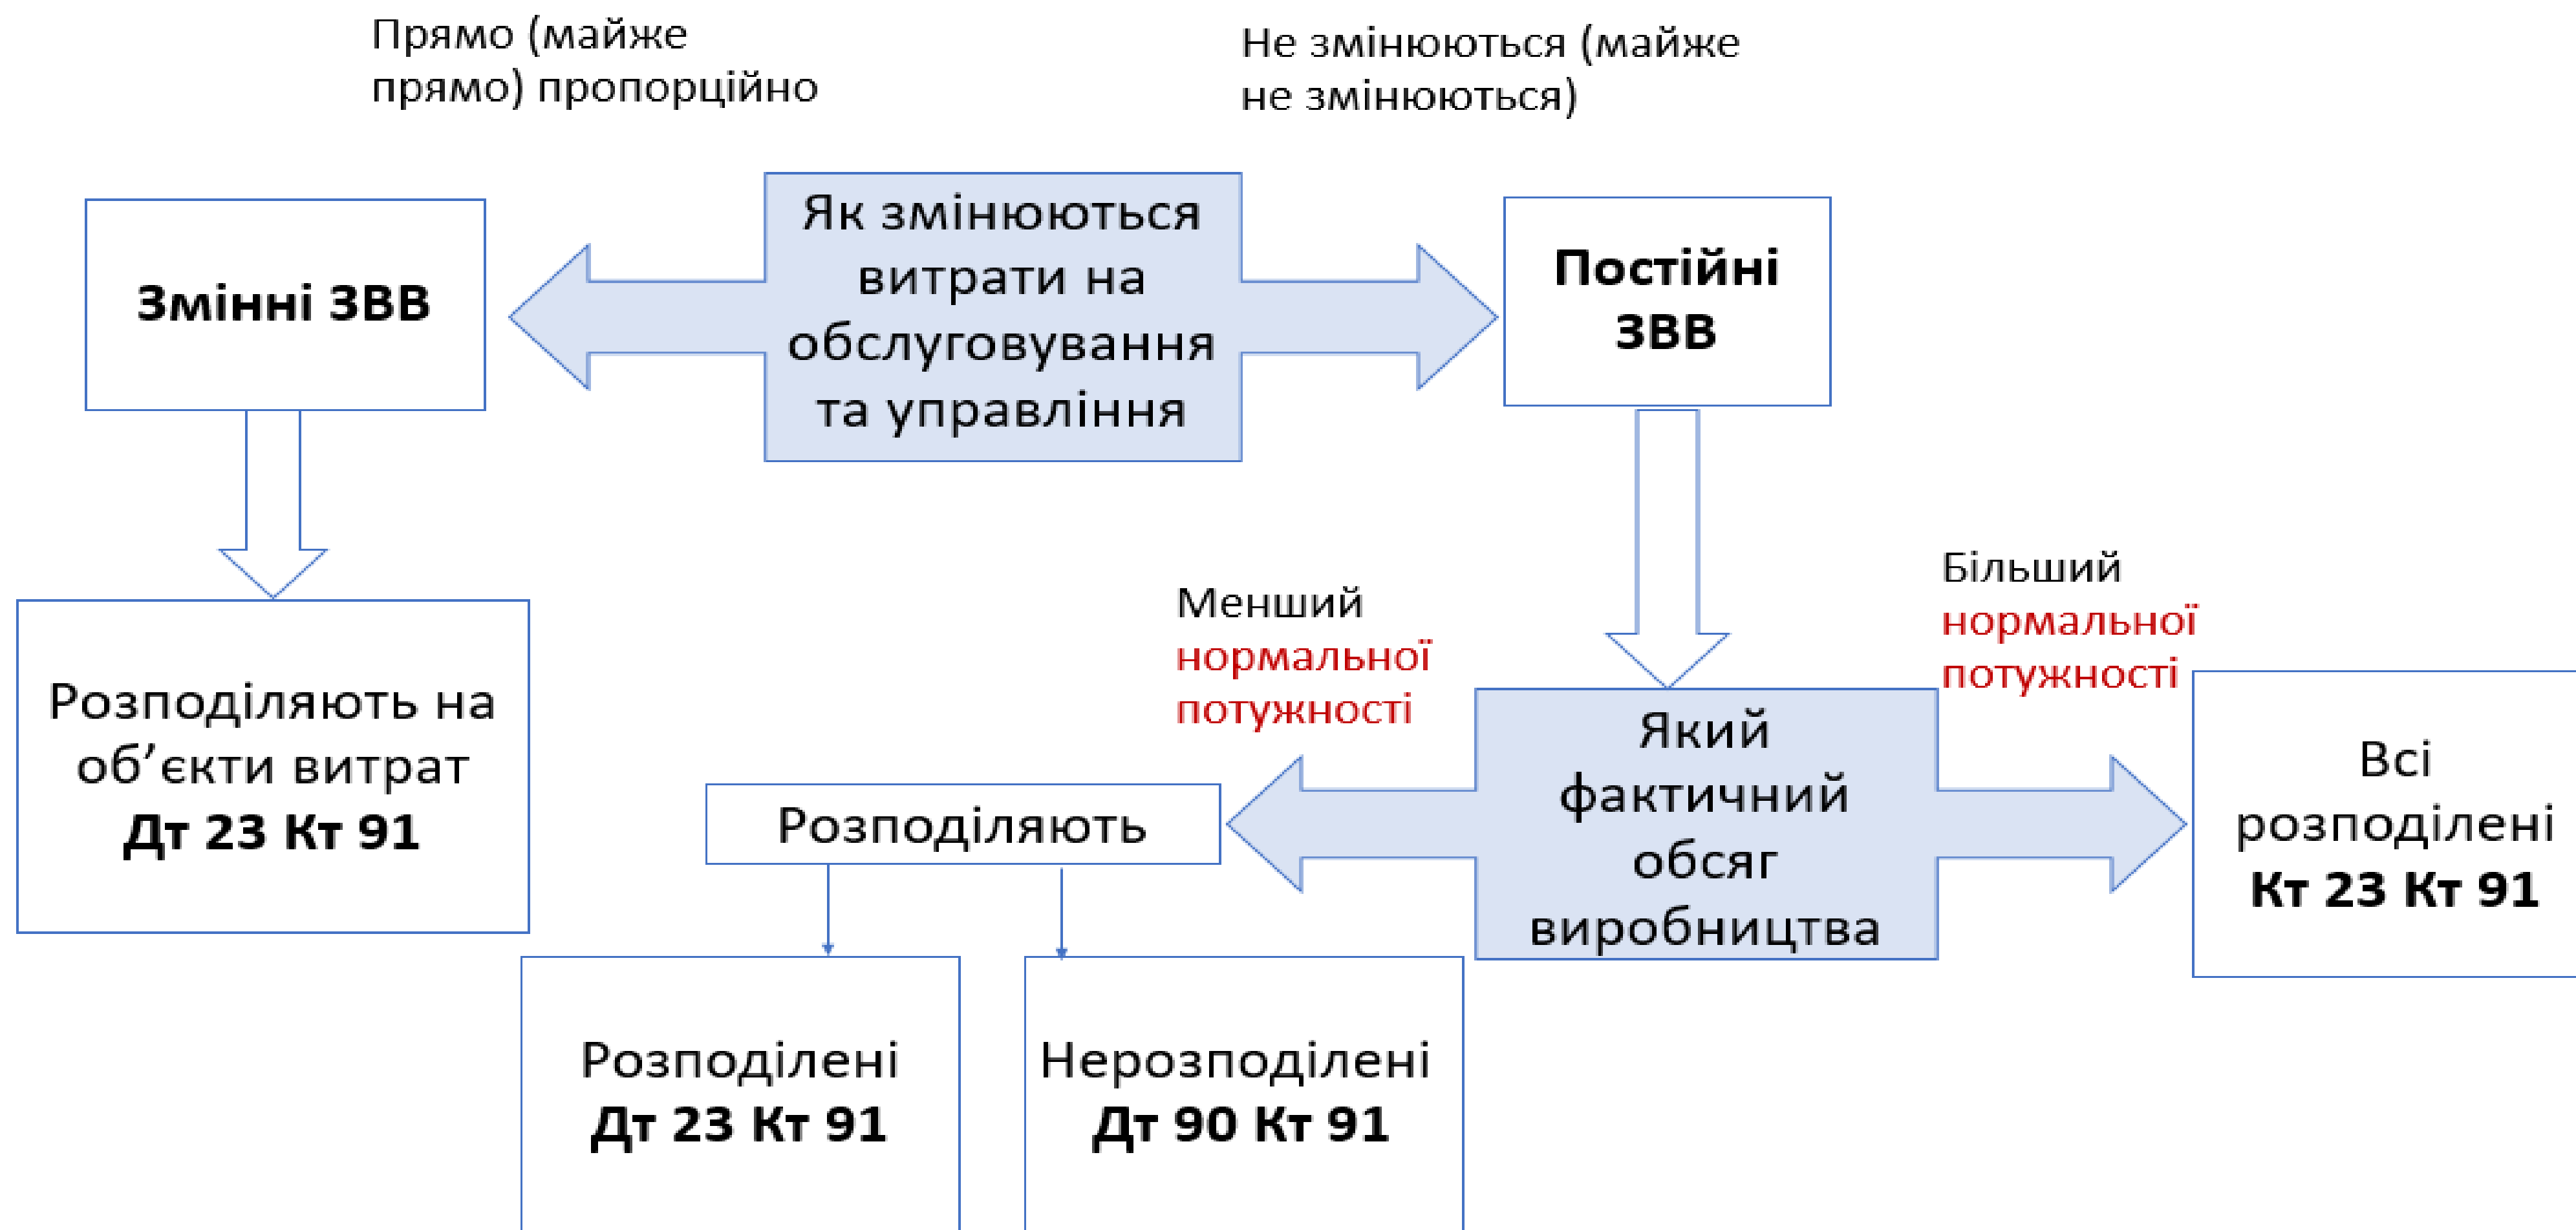 Прямо (майже
прямо) пропорційно
Не змінюються (майже
не змінюються)
Змінні ЗВВ
Як змінюються
витрати на
обслуговування
та управління
Постійні
ЗВВ
Розподіляють на
об’єкти витрат
Дт 23 Кт 91
Менший
нормальної
потужності
Більший
нормальної
потужності
Розподіляють
Який
фактичний
обсяг
виробництва
Всі
розподілені
Кт 23 Кт 91
Розподілені
Дт 23 Кт 91
Нерозподілені
Дт 90 Кт 91